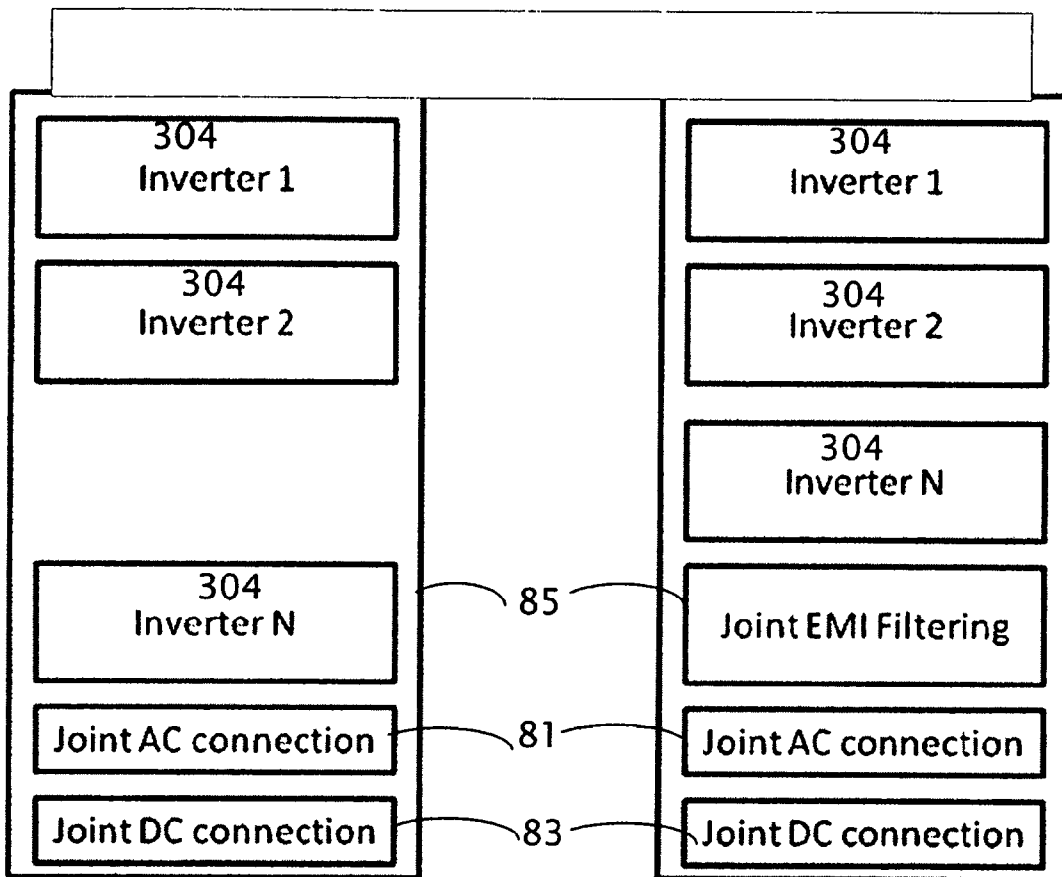 304
Inverter 1
304
Inverter 2
304
Inverter N
Joint AC connection
Joint DC connection
85
81
83
304
Inverter 1
304
Inverter 2
304
Inverter N
Joint EMI Filtering
Joint AC connection
Joint DC connection